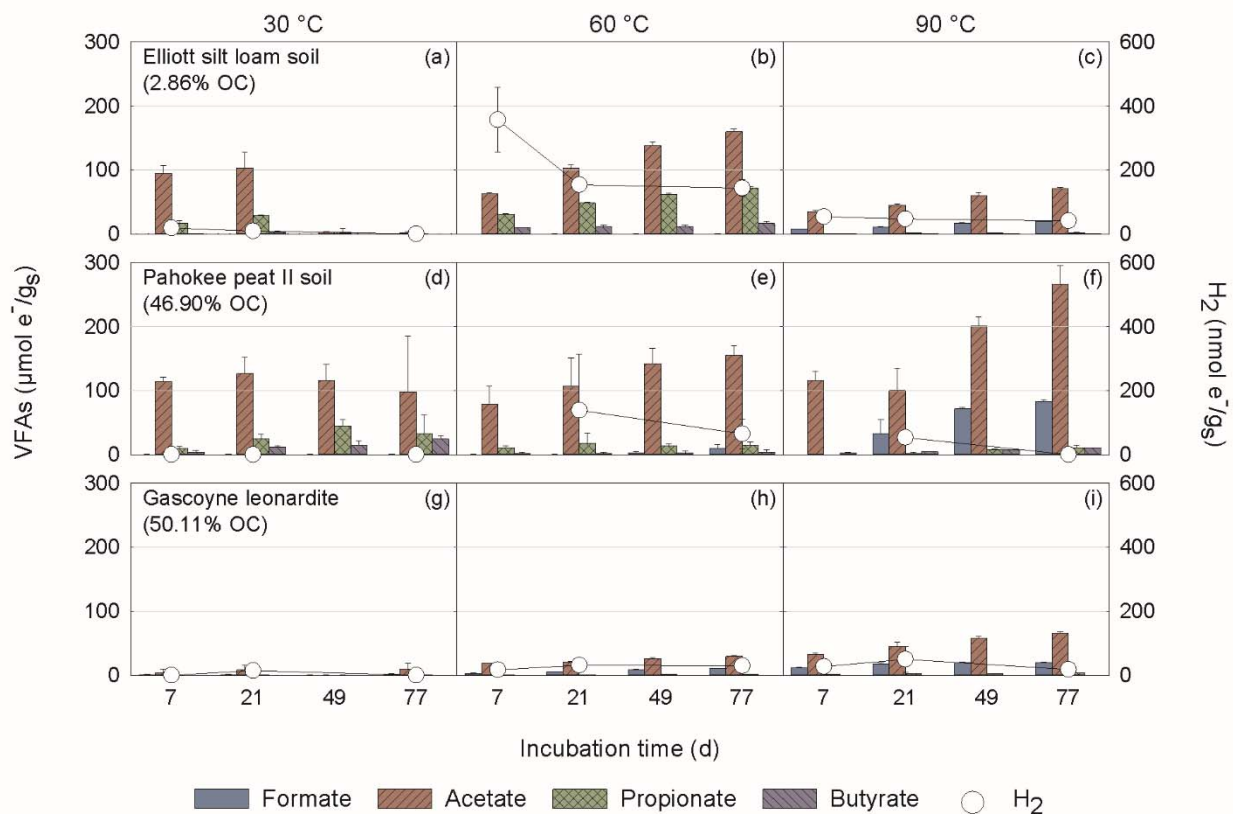 30 °C 60 °C 90 °C
300 Elliott silt loam soil (a) (b) (c) 600
(2.86% OC)
200 400
100 200
0 0
300 Pahokee peat II soil (d) (e) (f) 600
(46.90% OC)
200 400
100 200
0 0
300 Gascoyne leonardite (g) (h) (i) 600
(50.11% OC)
200 400
100 200
0 0
7 21 49 77 7 21 49 77 7 21 49 77
VFAs (µmol e⁻/gₛ)
H₂ (nmol e⁻/gₛ)
Incubation time (d)
Formate Acetate Propionate Butyrate H₂